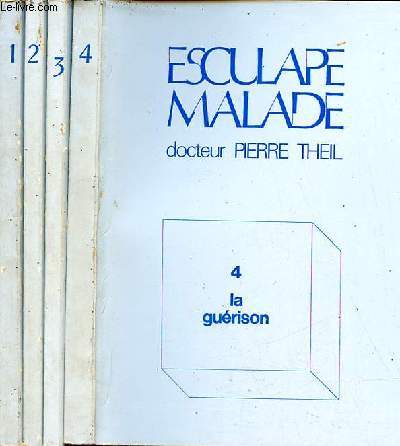 Le-livre.com
1
2
3
4
ESCULAPE
MALADE
docteur PIERRE THEIL
4
la
guérison